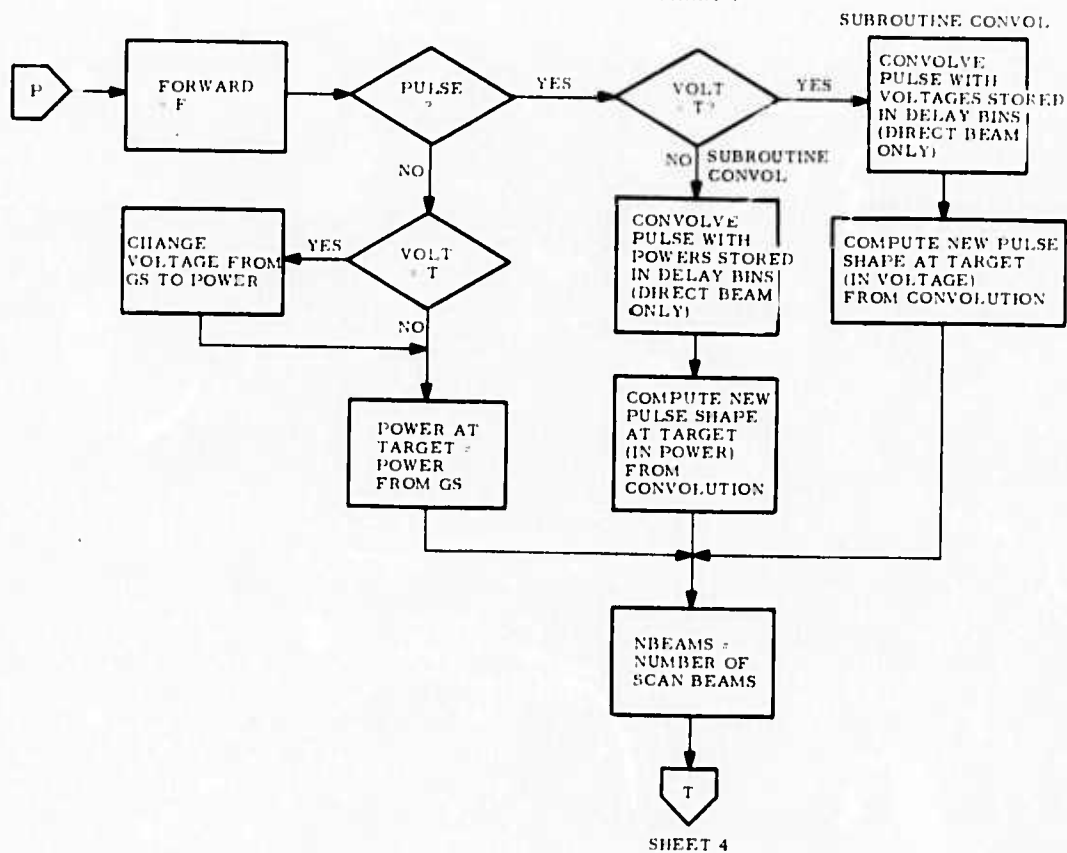 SUBROUTINE CONVOL
P
FORWARD
F
PULSE
?
YES
VOLT
= T?
YES
CONVOLVE
PULSE WITH
VOLTAGES STORED
IN DELAY BINS
(DIRECT BEAM
ONLY)
NO
NO
SUBROUTINE
CONVOL
CHANGE
VOLTAGE FROM
GS TO POWER
YES
VOLT
= T
CONVOLVE
PULSE WITH
POWERS STORED
IN DELAY BINS
(DIRECT BEAM
ONLY)
COMPUTE NEW PULSE
SHAPE AT TARGET
(IN VOLTAGE)
FROM CONVOLUTION
NO
POWER AT
TARGET =
POWER
FROM GS
COMPUTE NEW
PULSE SHAPE
AT TARGET
(IN POWER)
FROM
CONVOLUTION
NBEAMS =
NUMBER OF
SCAN BEAMS
T
SHEET 4